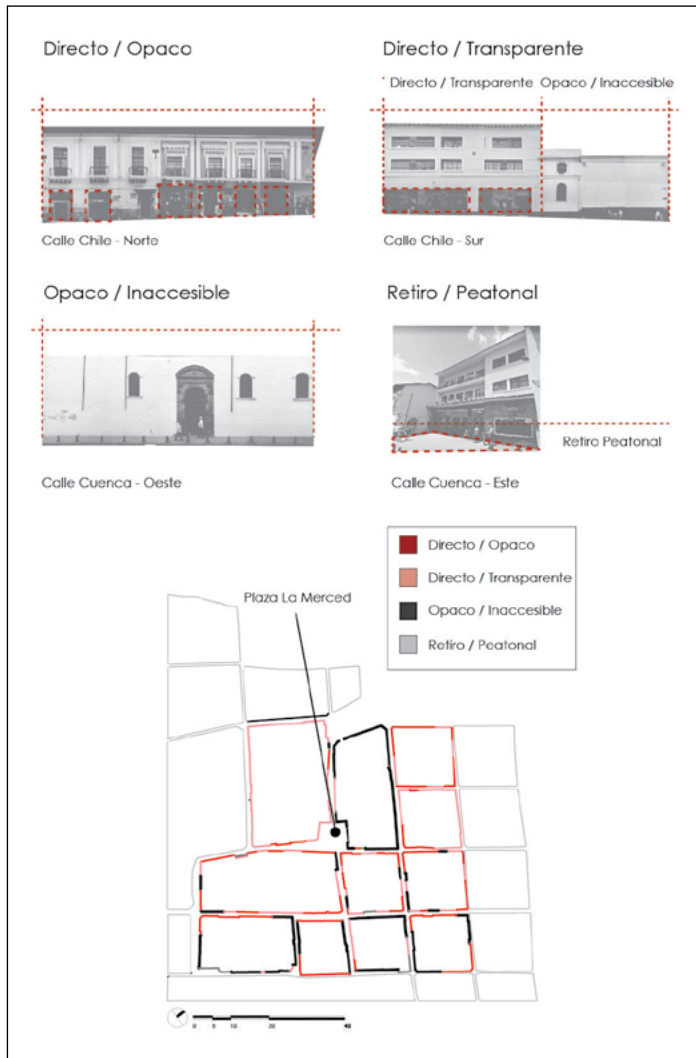 Directo / Opaco
Calle Chile - Norte
Directo / Transparente
Directo / Transparente Opaco / Inaccesible
Calle Chile - Sur
Opaco / Inaccesible
Calle Cuenca - Oeste
Retiro / Peatonal
Retiro Peatonal
Calle Cuenca - Este
Directo / Opaco
Directo / Transparente
Opaco / Inaccesible
Retiro / Peatonal
Plaza La Merced
0 5 10 20 40